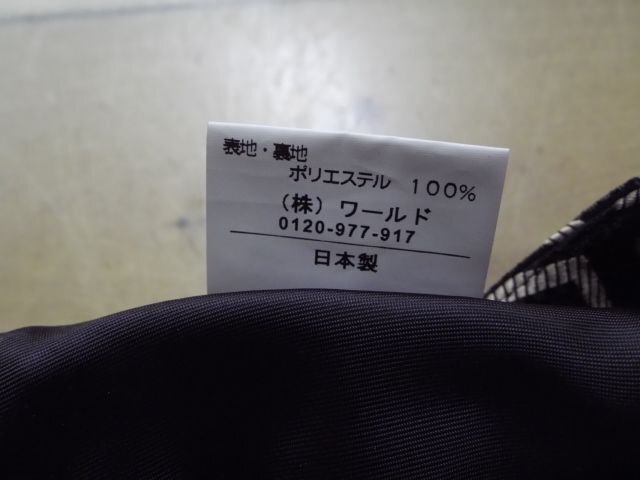 表地・裏地
ポリエステル 100%
(株) ワールド
0120-977-917
日本製